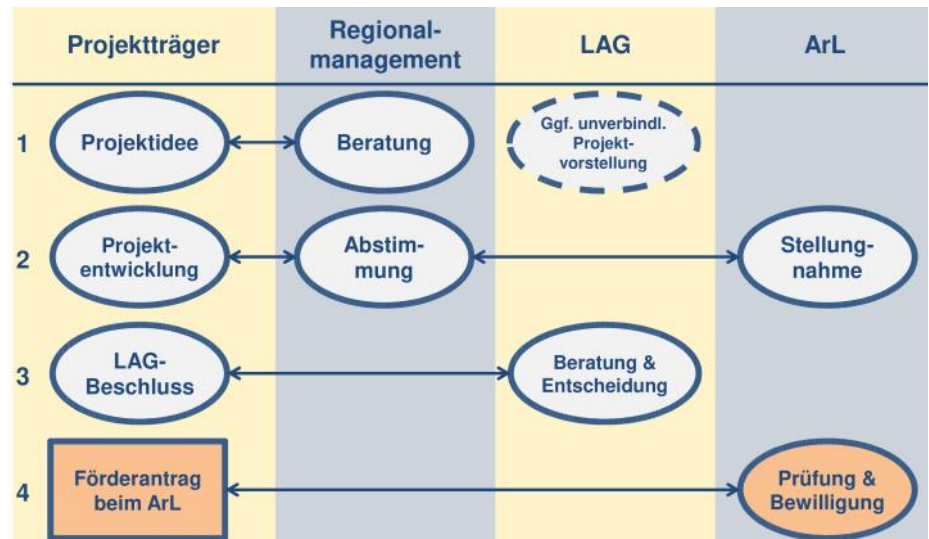 Projektträger
Regional-
management
LAG
ArL
1
Projektidee
Beratung
Ggf. unverbindl.
Projekt-
vorstellung
2
Projekt-
entwicklung
Abstim-
mung
Stellung-
nahme
3
LAG-
Beschluss
Beratung &
Entscheidung
4
Förderantrag
beim ArL
Prüfung &
Bewilligung